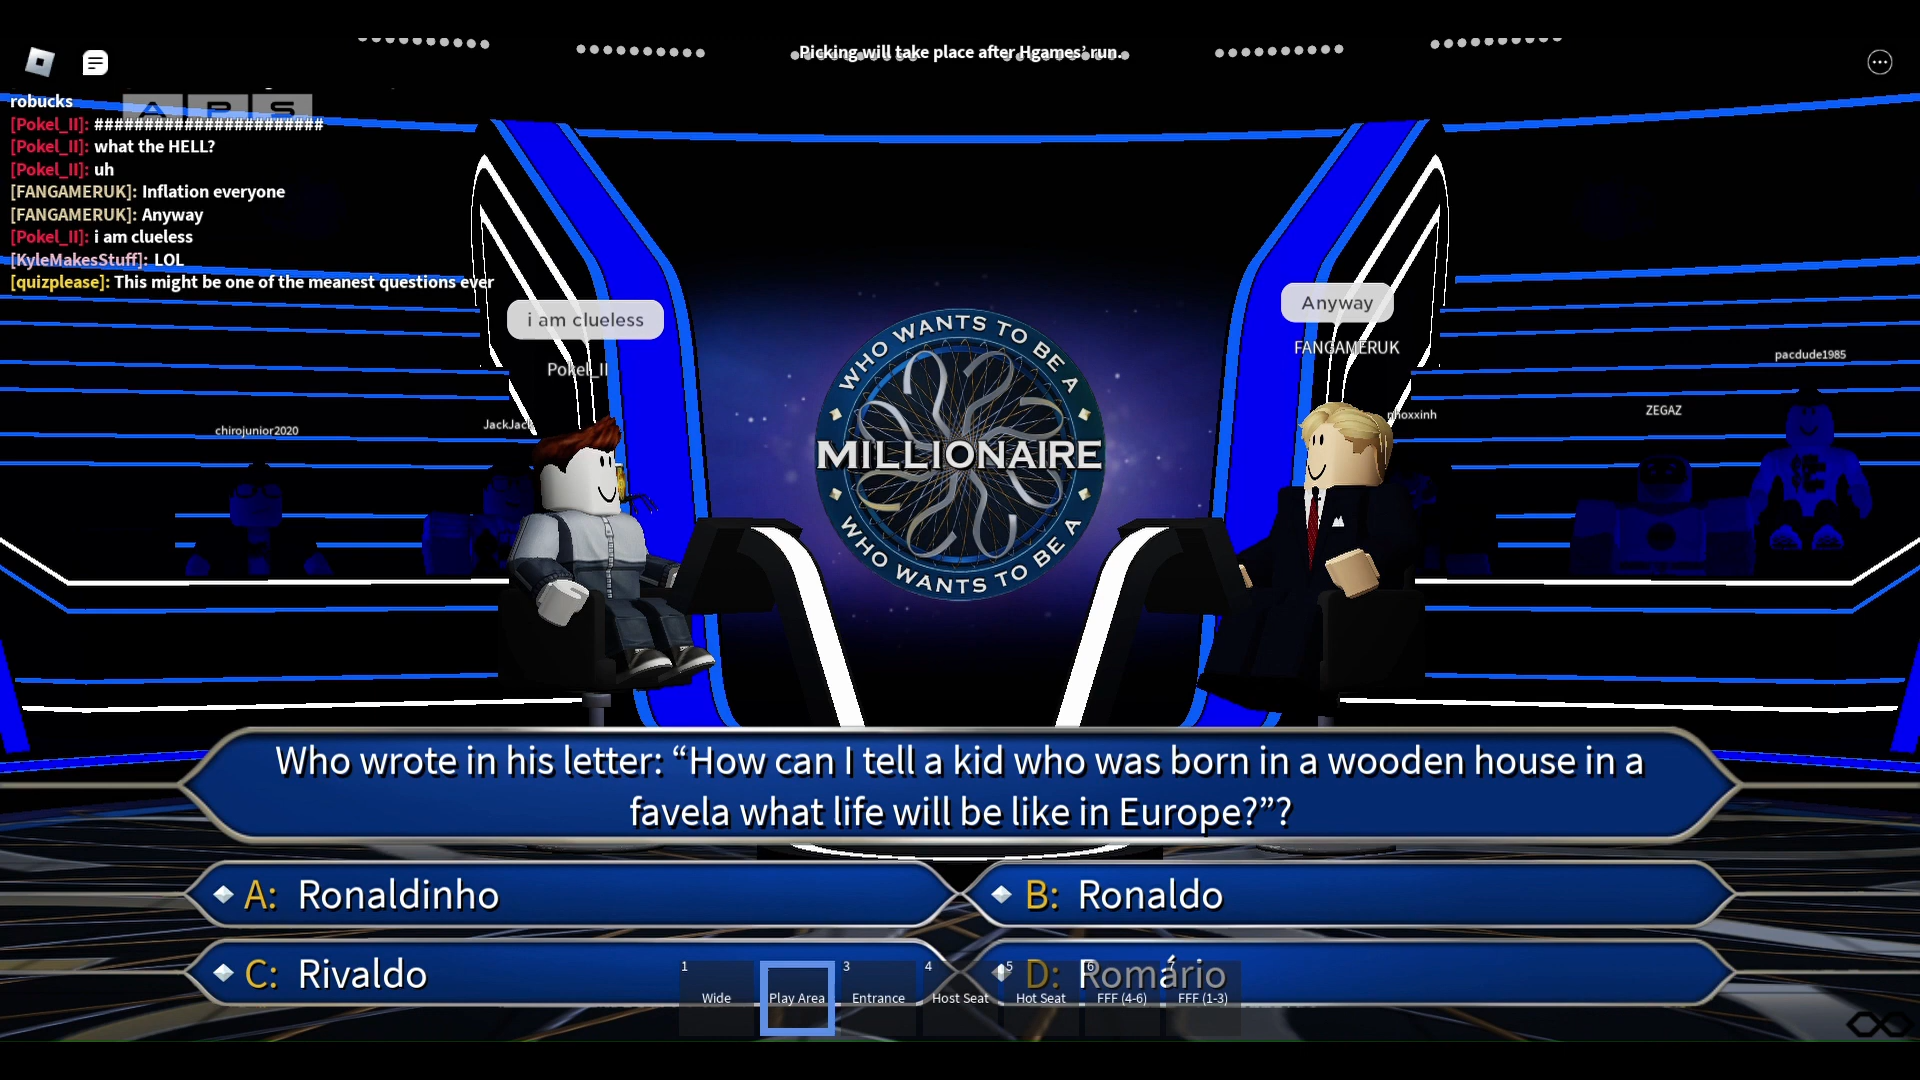 Picking will take place after Hgames' run.
A P S
robucks
[Pokel_II]: #######################
[Pokel_II]: what the HELL?
[Pokel_II]: uh
[FANGAMERUK]: Inflation everyone
[FANGAMERUK]: Anyway
[Pokel_II]: i am clueless
[KyleMakesStuff]: LOL
[quizplease]: This might be one of the meanest questions ever
i am clueless
Pokel_II
Anyway
FANGAMERUK
chirojunior2020
JackJack
phoxxinh
ZEGAZ
pacdude1985
WHO WANTS TO BE A
MILLIONAIRE
WHO WANTS TO BE A
Who wrote in his letter: “How can I tell a kid who was born in a wooden house in a
favela what life will be like in Europe?”?
A: Ronaldinho
B: Ronaldo
C: Rivaldo
D: Romário
1 Wide
Play Area
3 Entrance
4 Host Seat
5 Hot Seat
6 FFF (4-6)
7 FFF (1-3)